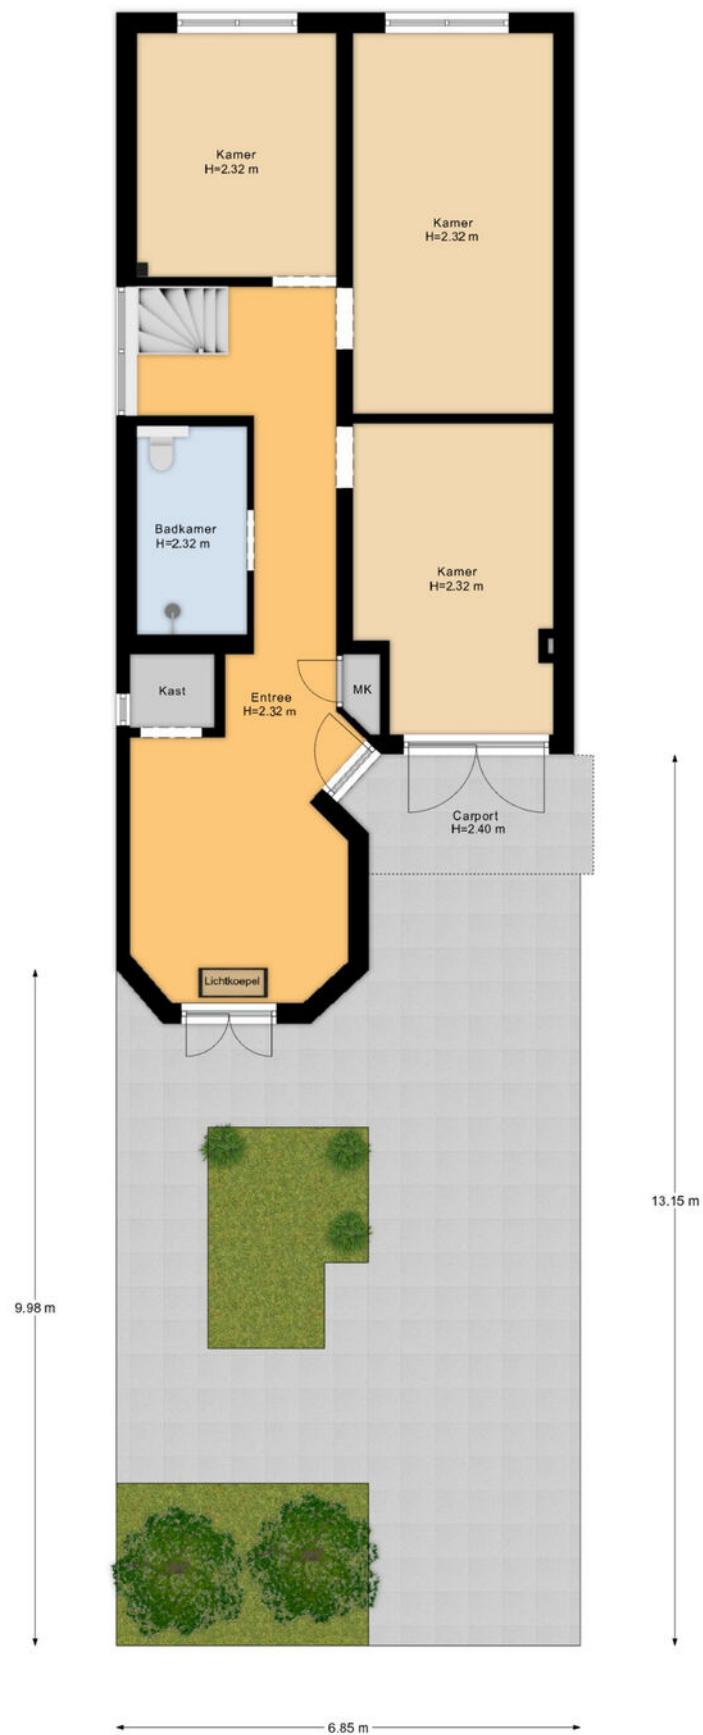 Kamer
H=2.32 m
Kamer
H=2.32 m
Badkamer
H=2.32 m
Kamer
H=2.32 m
Kast
Entree
H=2.32 m
MK
Carport
H=2.40 m
Lichtkoepel
13.15 m
9.98 m
6.85 m